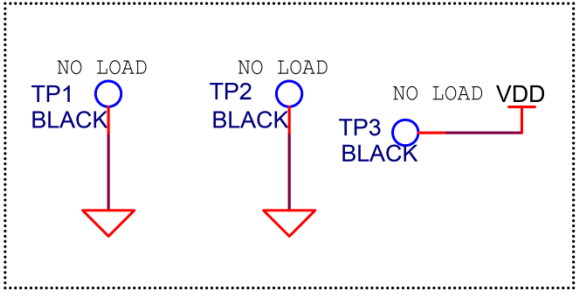 NO LOAD
TP1
BLACK
NO LOAD
TP2
BLACK
NO LOAD
VDD
TP3
BLACK